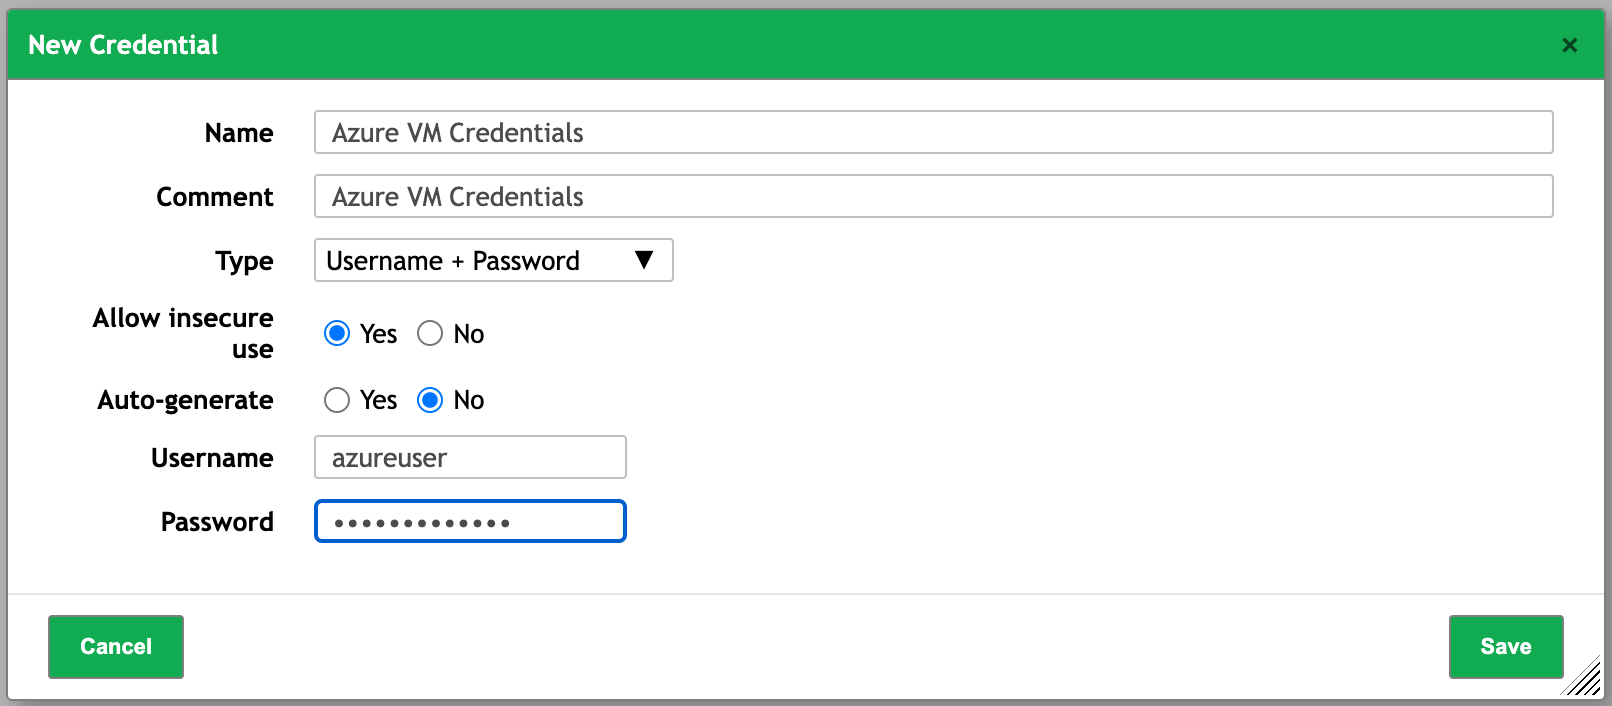 New Credential ×
Name Azure VM Credentials
Comment Azure VM Credentials
Type Username + Password ▼
Allow insecure
use Yes No
Auto-generate Yes No
Username azureuser
Password •••••••••••••
Cancel Save